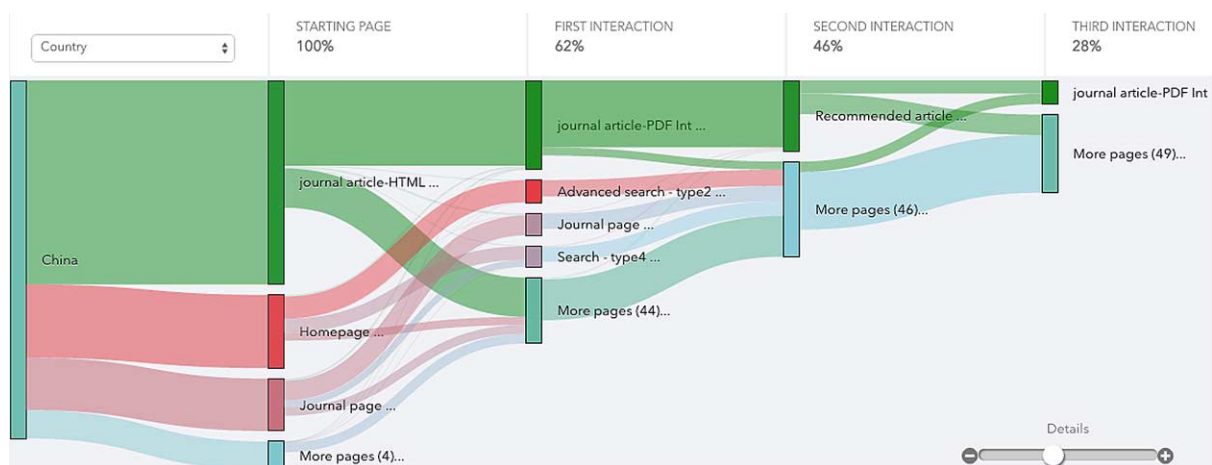 Country
STARTING PAGE
100%
FIRST INTERACTION
62%
SECOND INTERACTION
46%
THIRD INTERACTION
28%
China
journal article-HTML ...
Homepage ...
Journal page ...
More pages (4)...
journal article-PDF Int ...
Advanced search - type2 ...
Journal page ...
Search - type4 ...
More pages (44)...
Recommended article ...
More pages (46)...
journal article-PDF Int
More pages (49)...
Details